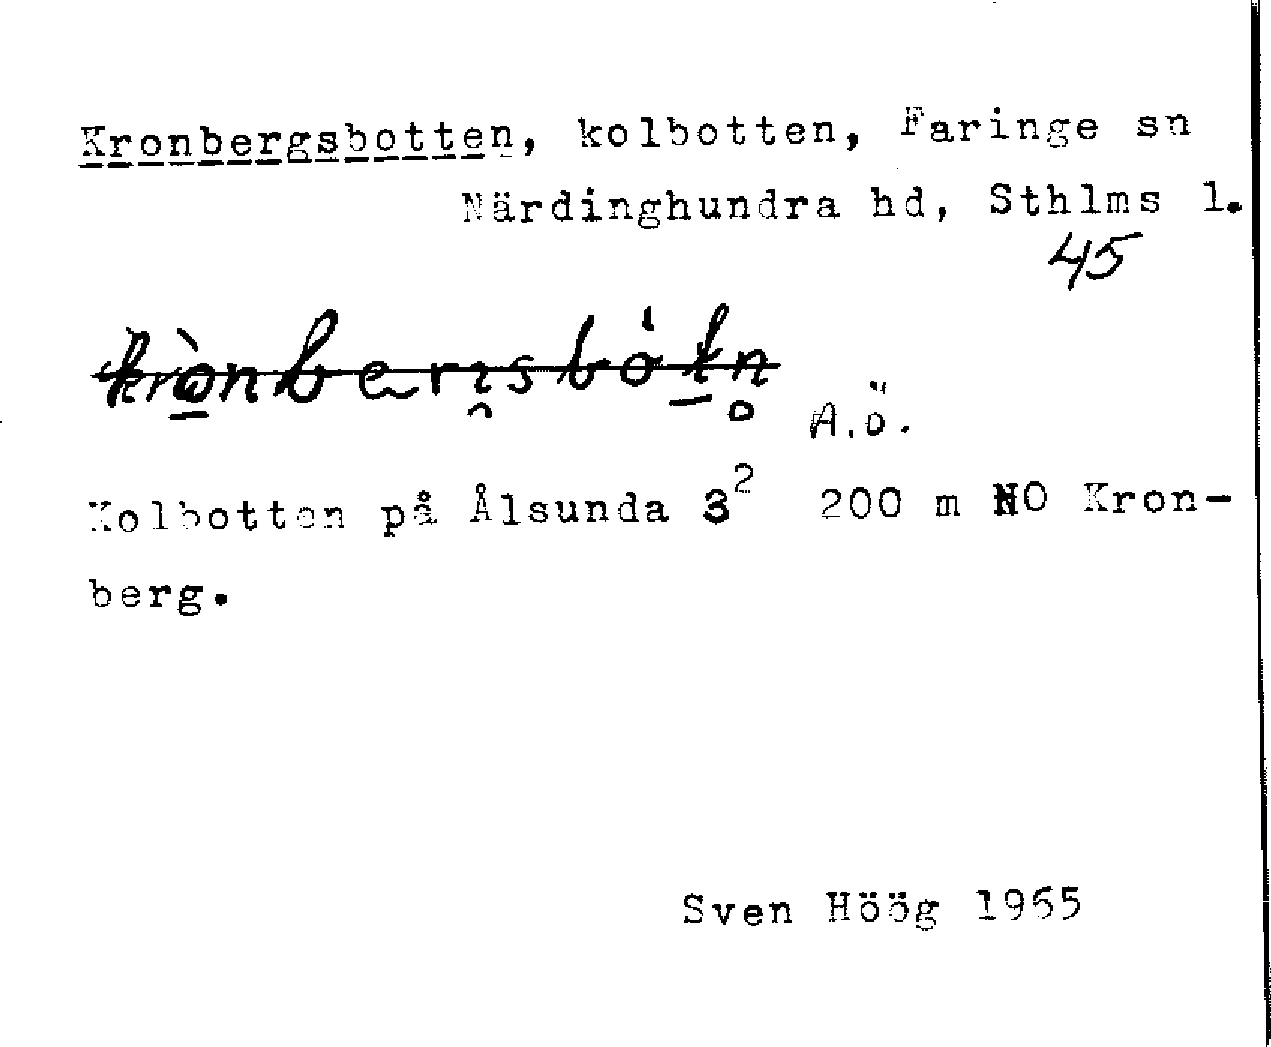 Kronbergsbotten, kolbotten, Faringe sn
Närdinghundra hd, Sthlms l.
45
A.ö.
Kolbotten på Ålsunda 3² 200 m NO Kron-
berg.
Sven Höög 1965